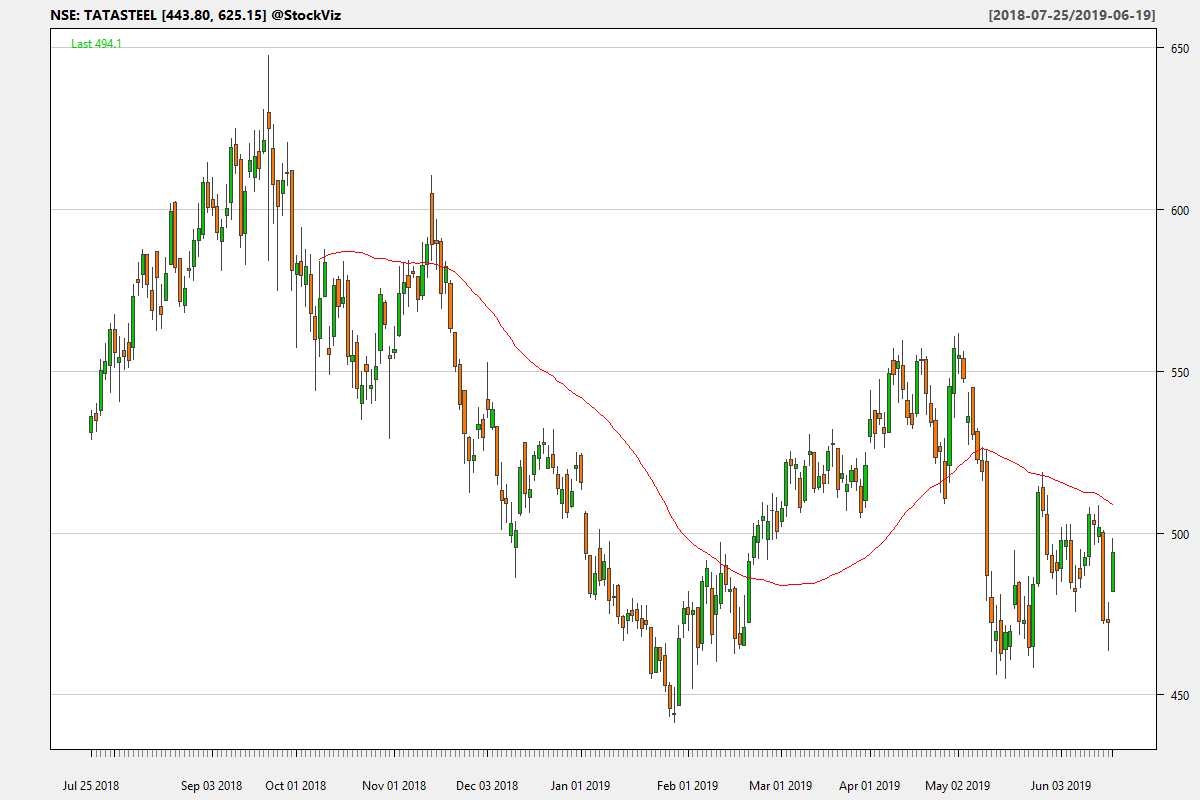 NSE: TATASTEEL [443.80, 625.15] @StockViz
[2018-07-25/2019-06-19]
Last 494.1
650
600
550
500
450
Jul 25 2018
Sep 03 2018
Oct 01 2018
Nov 01 2018
Dec 03 2018
Jan 01 2019
Feb 01 2019
Mar 01 2019
Apr 01 2019
May 02 2019
Jun 03 2019